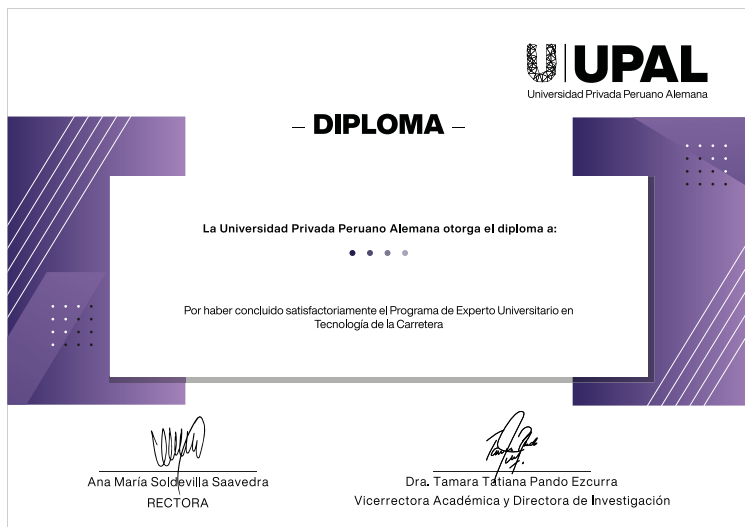 UPAL
Universidad Privada Peruano Alemana
– DIPLOMA –
La Universidad Privada Peruano Alemana otorga el diploma a:
Por haber concluido satisfactoriamente el Programa de Experto Universitario en
Tecnología de la Carretera
Ana María Soldevilla Saavedra
RECTORA
Dra. Tamara Tatiana Pando Ezcurra
Vicerrectora Académica y Directora de Investigación